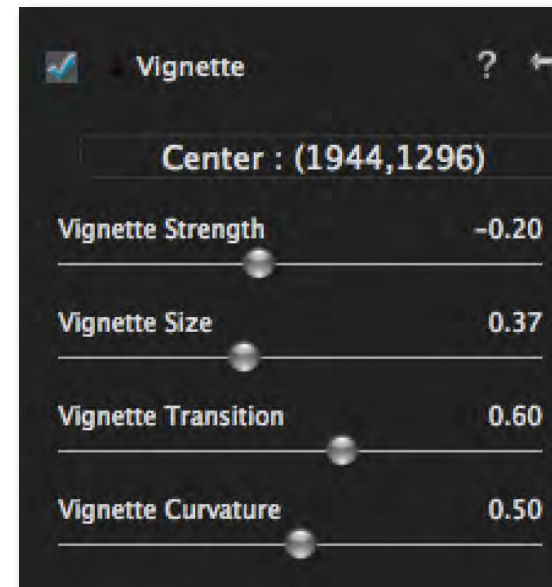 Vignette ?
Center : (1944,1296)
Vignette Strength -0.20
Vignette Size 0.37
Vignette Transition 0.60
Vignette Curvature 0.50